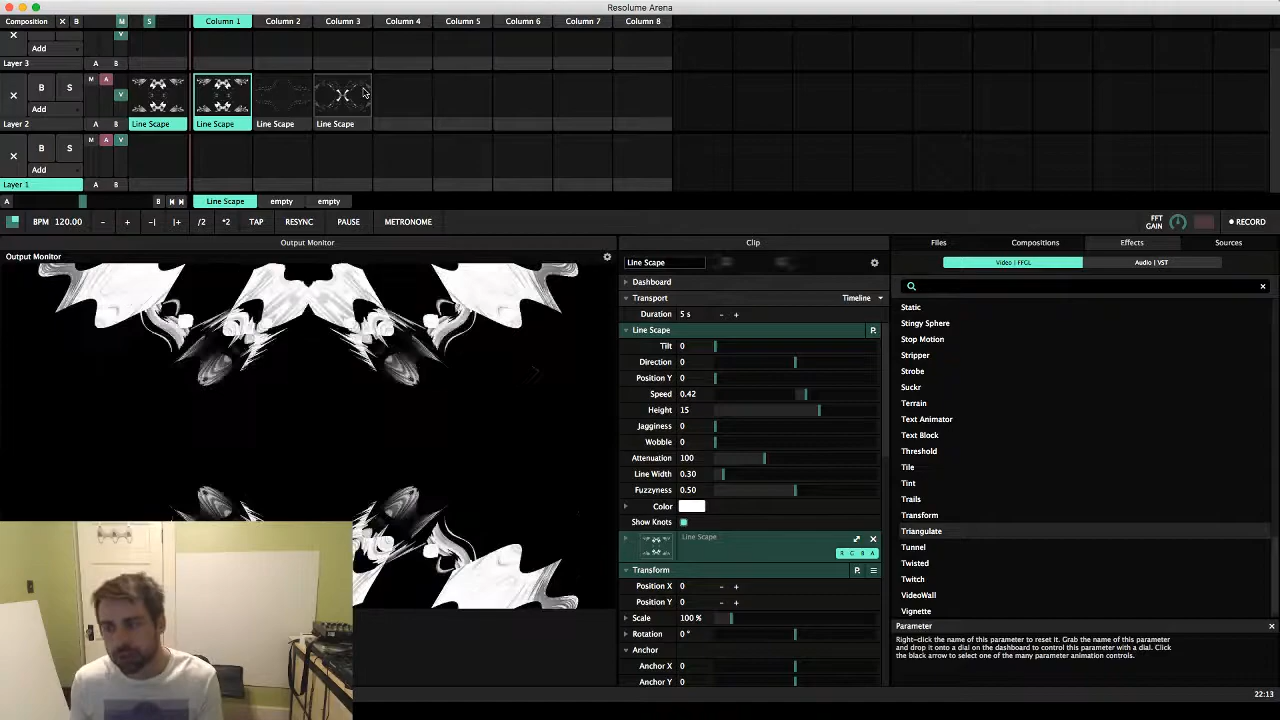 Resolume Arena
Composition X B M S Column 1 Column 2 Column 3 Column 4 Column 5 Column 6 Column 7 Column 8
V
Add
Layer 3 A B
B S M A V
Add
Layer 2 A B Line Scape Line Scape Line Scape Line Scape
B S M A V
Add
Layer 1 A B
A B Line Scape empty empty
BPM 120.00 - + -| |+ /2 *2 TAP RESYNC PAUSE METRONOME FFT GAIN RECORD
Output Monitor Clip Files Compositions Effects Sources
Output Monitor
Line Scape
Video | FFGL Audio | VST
Dashboard
Transport Timeline
Duration 5 s - +
Line Scape P.
Tilt 0
Direction 0
Position Y 0
Speed 0.42
Height 15
Jagginess 0
Wobble 0
Attenuation 100
Line Width 0.30
Fuzzyness 0.50
Color
Show Knots
Line Scape
R G B A
Transform P.
Position X 0 - +
Position Y 0 - +
Scale 100 %
Rotation 0 °
Anchor
Anchor X 0
Anchor Y 0
Static
Stingy Sphere
Stop Motion
Stripper
Strobe
Suckr
Terrain
Text Animator
Text Block
Threshold
Tile
Tint
Trails
Transform
Triangulate
Tunnel
Twisted
Twitch
VideoWall
Vignette
Parameter
Right-click the name of this parameter to reset it. Grab the name of this parameter
and drop it onto a dial on the dashboard to control this parameter with a dial. Click
the black arrow to select one of the many parameter animation controls.
22:13